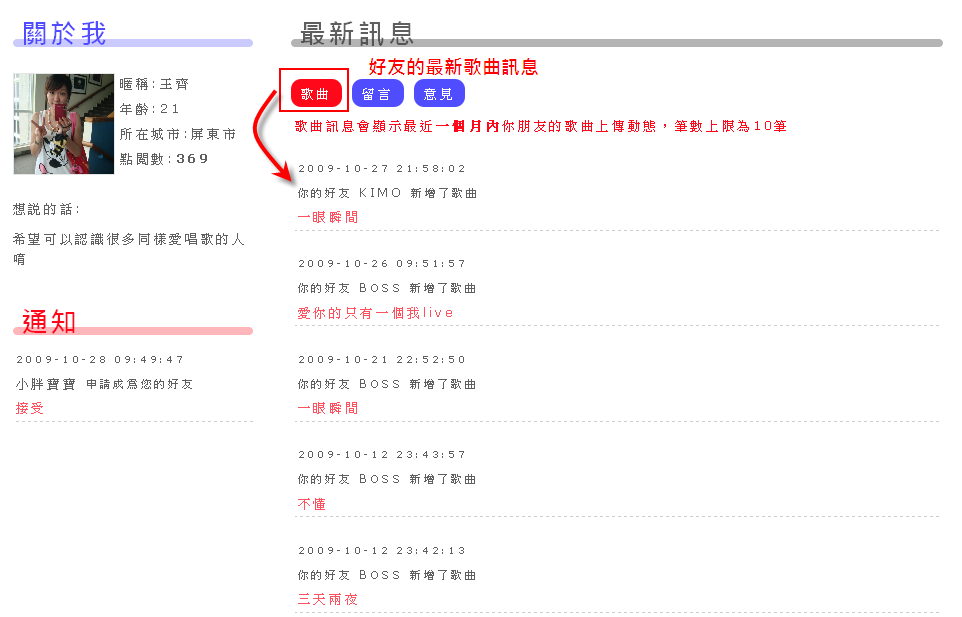 關於我
暱稱:王齊
年齡:21
所在城市:屏東市
點閱數:369
想說的話:
希望可以認識很多同樣愛唱歌的人
唷
通知
2009-10-28 09:49:47
小胖寶寶 申請成為您的好友
接受
最新訊息
好友的最新歌曲訊息
歌曲 留言 意見
歌曲訊息會顯示最近一個月內你朋友的歌曲上傳動態，筆數上限為10筆
2009-10-27 21:58:02
你的好友 KIMO 新增了歌曲
一眼瞬間
2009-10-26 09:51:57
你的好友 BOSS 新增了歌曲
愛你的只有一個我live
2009-10-21 22:52:50
你的好友 BOSS 新增了歌曲
一眼瞬間
2009-10-12 23:43:57
你的好友 BOSS 新增了歌曲
不懂
2009-10-12 23:42:13
你的好友 BOSS 新增了歌曲
三天兩夜